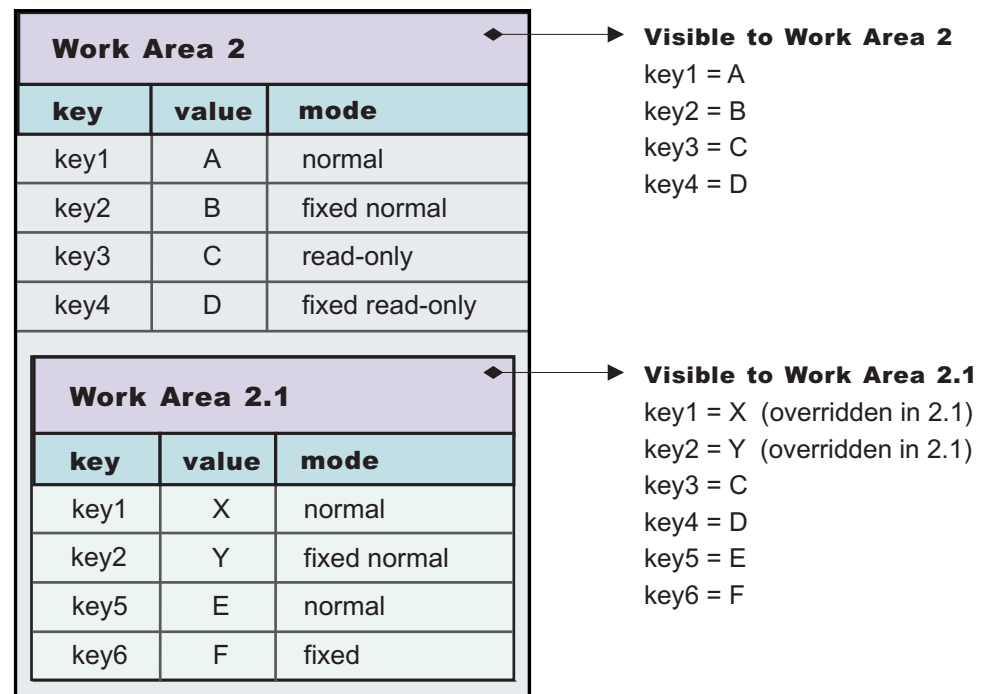 Work Area 2
key value mode
key1 A normal
key2 B fixed normal
key3 C read-only
key4 D fixed read-only
Visible to Work Area 2
key1 = A
key2 = B
key3 = C
key4 = D
Work Area 2.1
key value mode
key1 X normal
key2 Y fixed normal
key5 E normal
key6 F fixed
Visible to Work Area 2.1
key1 = X (overridden in 2.1)
key2 = Y (overridden in 2.1)
key3 = C
key4 = D
key5 = E
key6 = F